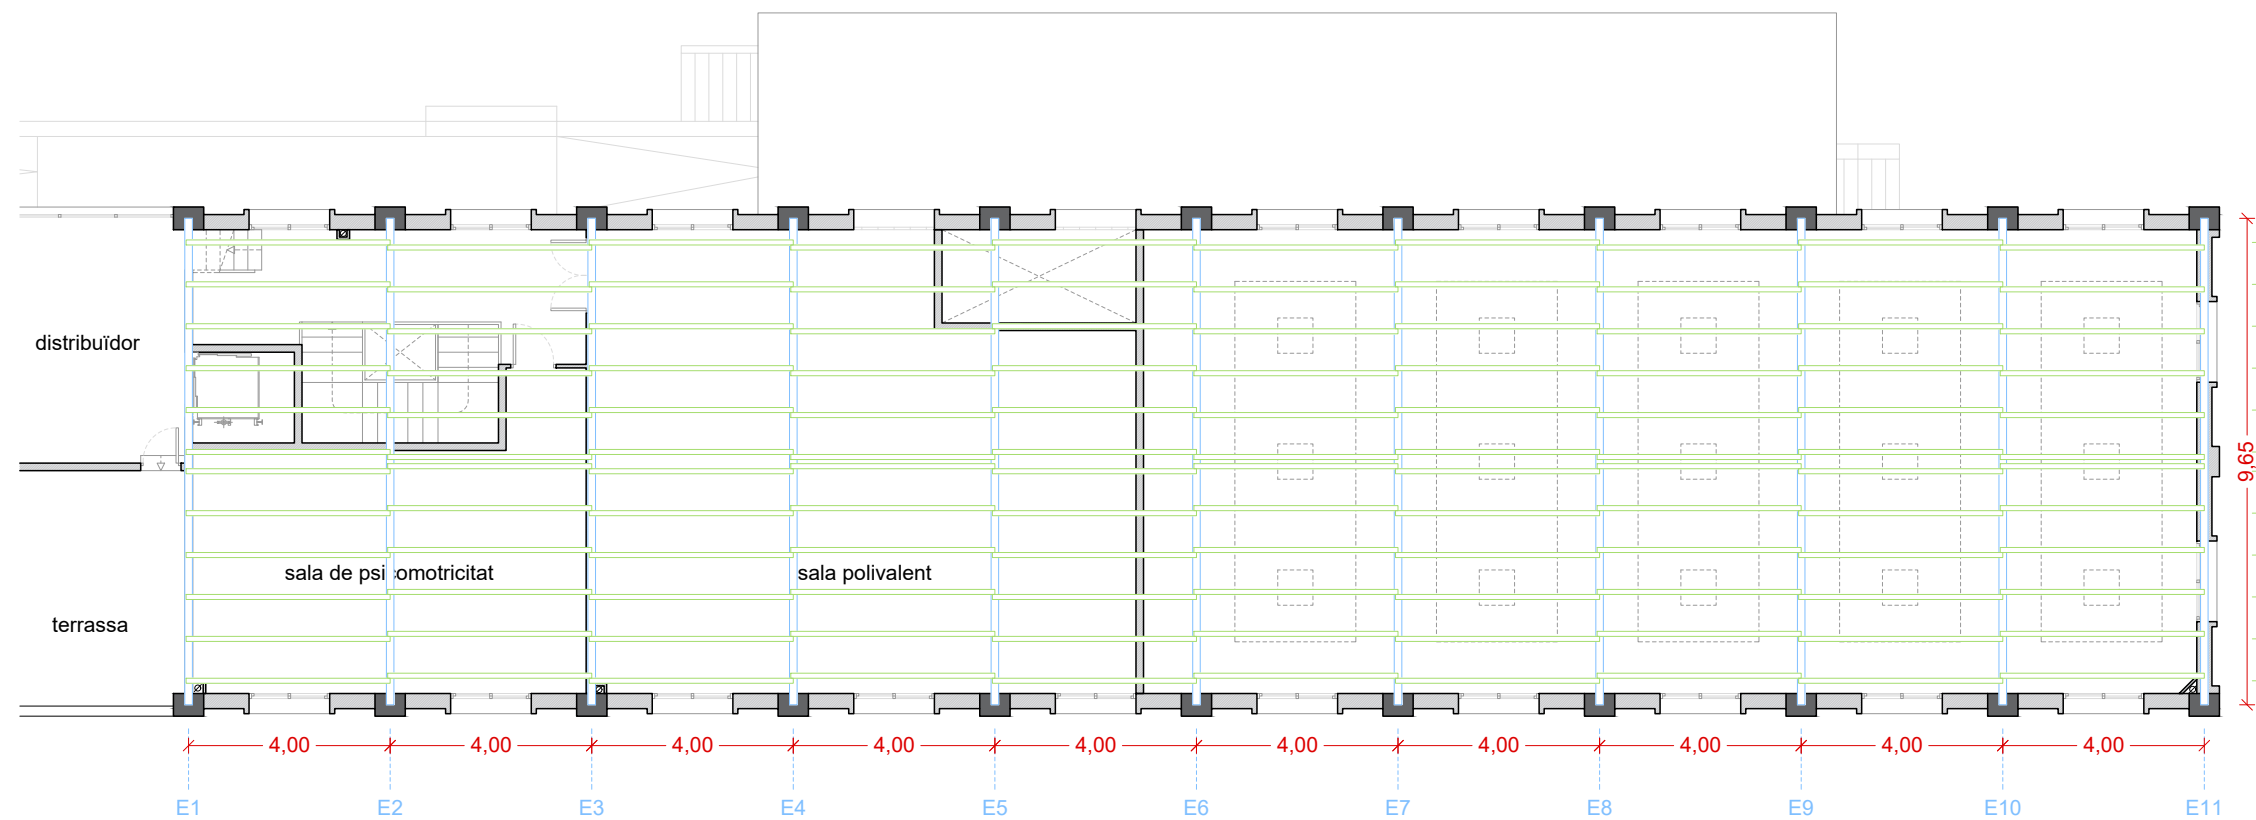 distribuïdor
sala de psicomotricitat
sala polivalent
terrassa
9,65
4,00 4,00 4,00 4,00 4,00 4,00 4,00 4,00 4,00 4,00
E1 E2 E3 E4 E5 E6 E7 E8 E9 E10 E11